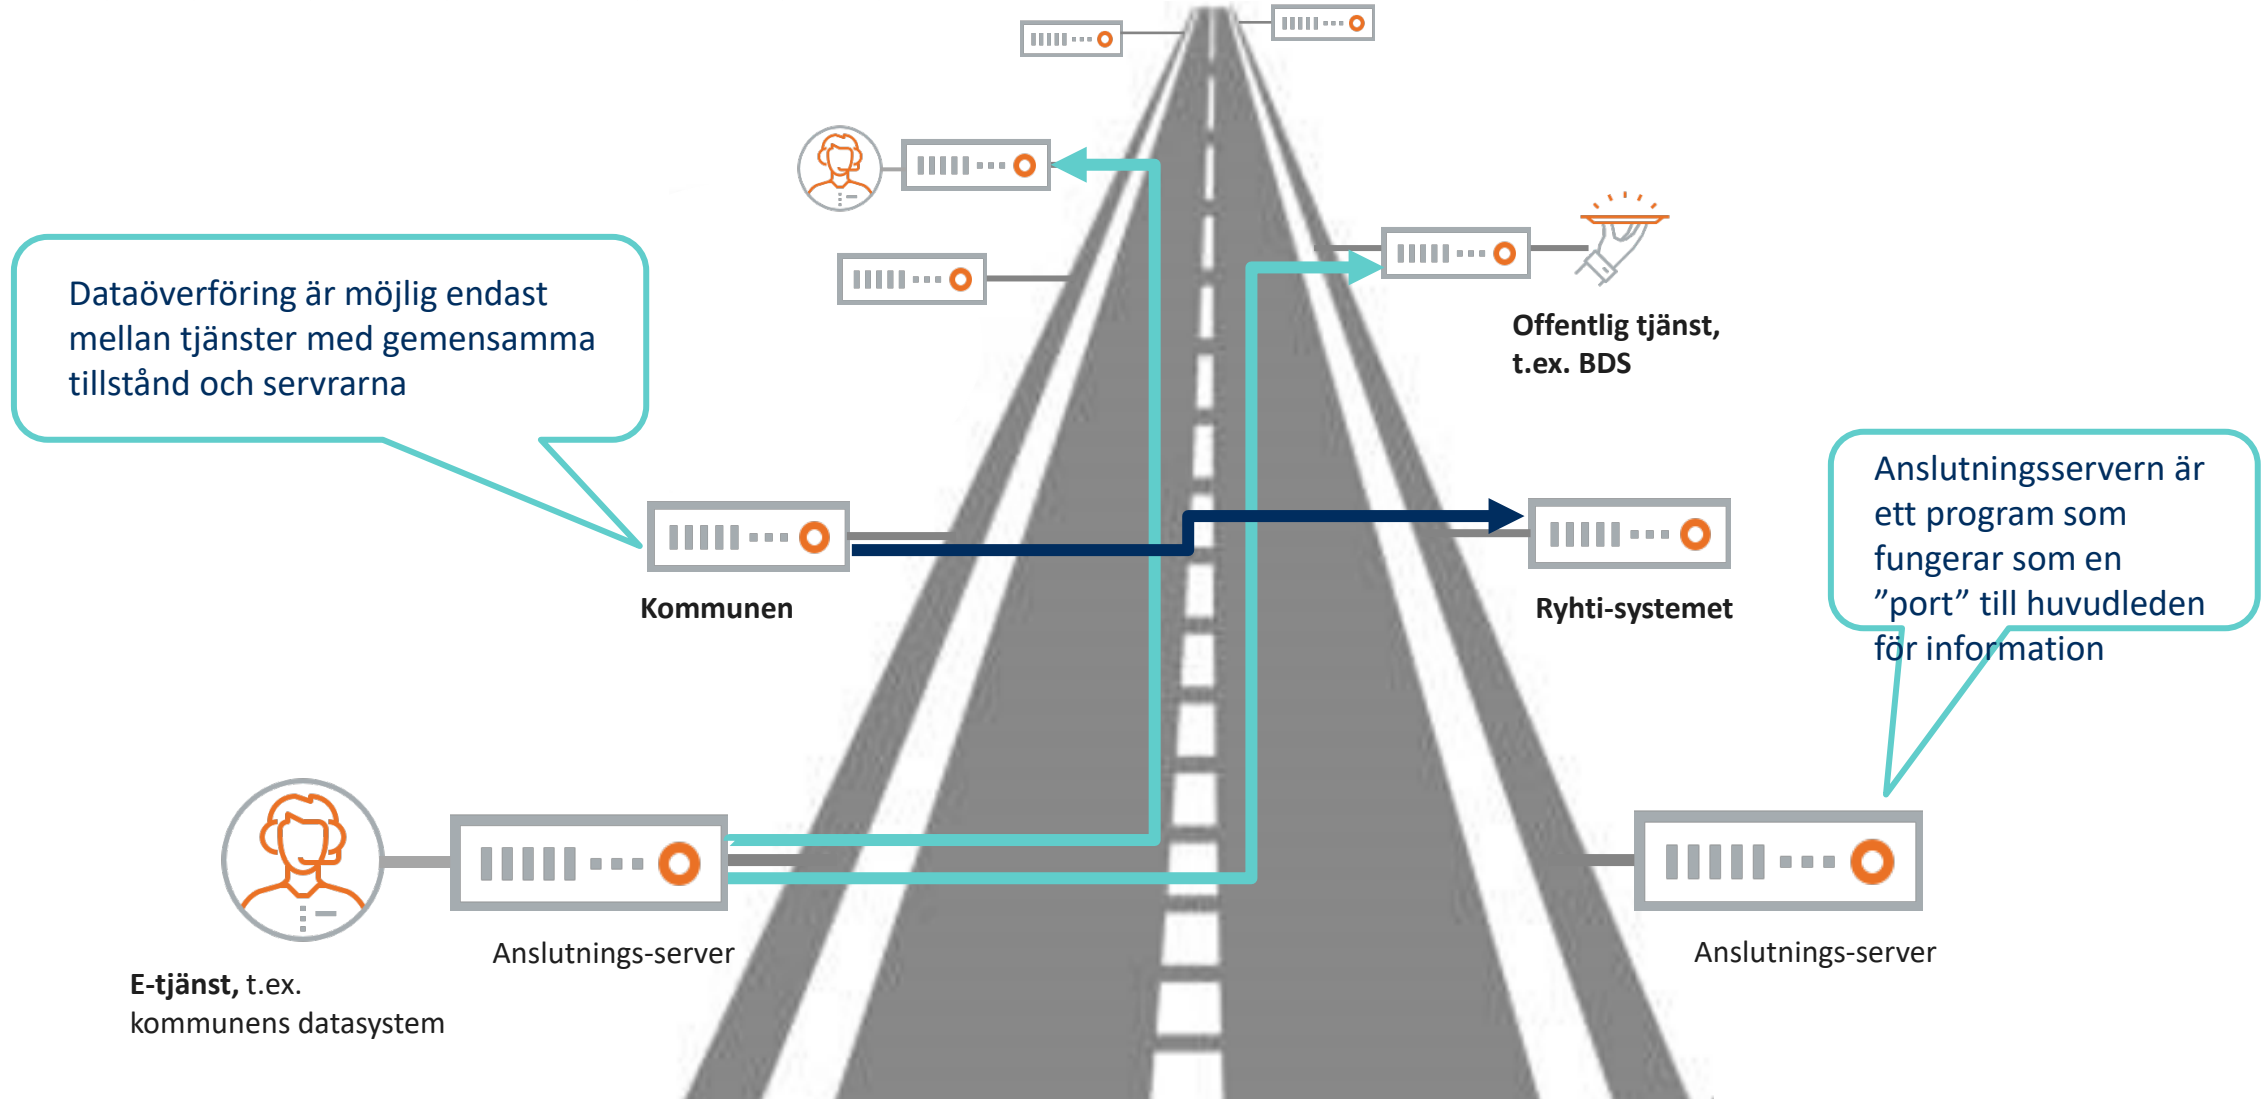 Dataöverföring är möjlig endast
mellan tjänster med gemensamma
tillstånd och servrarna
Offentlig tjänst,
t.ex. BDS
Anslutningsservern är
ett program som
fungerar som en
”port” till huvudleden
för information
Kommunen
Ryhti-systemet
Anslutnings-server
Anslutnings-server
E-tjänst, t.ex.
kommunens datasystem